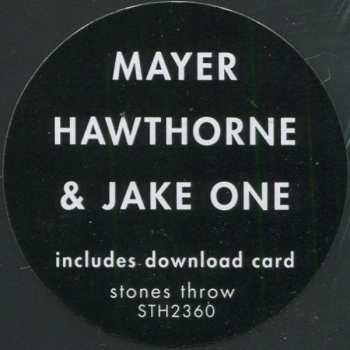 MAYER
HAWTHORNE
& JAKE ONE
includes download card
stones throw
STH2360